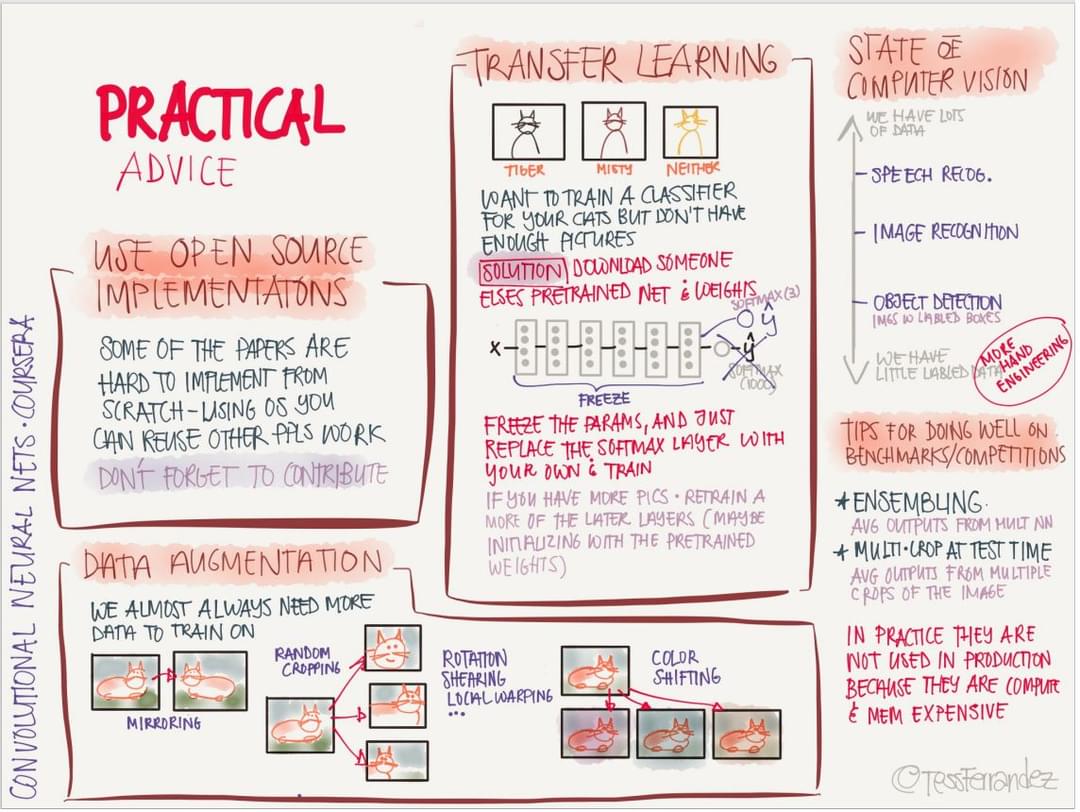 PRACTICAL
ADVICE
USE OPEN SOURCE
IMPLEMENTATONS
SOME OF THE PAPERS ARE
HARD TO IMPLEMENT FROM
SCRATCH - USING OS YOU
CAN REUSE OTHER PPLS WORK
DON'T FORGET TO CONTRIBUTE
CONVOLUTIONAL NEURAL NETS · COURSERA
TRANSFER LEARNING
TIGER
MISTY
NEITHER
WANT TO TRAIN A CLASSIFIER
FOR YOUR CATS BUT DON'T HAVE
ENOUGH PICTURES
SOLUTION DOWNLOAD SOMEONE
ELSES PRETRAINED NET & WEIGHTS
SOFTMAX (3)
ŷ
X
ŷ
SOFTMAX
(1000)
FREEZE
FREEZE THE PARAMS, AND JUST
REPLACE THE SOFTMAX LAYER WITH
YOUR OWN & TRAIN
IF YOU HAVE MORE PICS · RETRAIN A
MORE OF THE LATER LAYERS (MAYBE
INITIALIZING WITH THE PRETRAINED
WEIGHTS)
DATA AUGMENTATION
WE ALMOST ALWAYS NEED MORE
DATA TO TRAIN ON
MIRRORING
RANDOM
CROPPING
ROTATION
SHEARING
LOCAL WARPING
...
COLOR
SHIFTING
STATE OF
COMPUTER VISION
WE HAVE LOTS
OF DATA
SPEECH RECOG.
IMAGE RECOGNITION
OBJECT DETECTION
IMGS W LABLED BOXES
WE HAVE
LITTLE LABLED DATA
MORE
HAND
ENGINEERING
TIPS FOR DOING WELL ON
BENCHMARKS/COMPETITIONS
* ENSEMBLING.
AVG OUTPUTS FROM MULT NN
* MULTI-CROP AT TEST TIME
AVG OUTPUTS FROM MULTIPLE
CROPS OF THE IMAGE
IN PRACTICE THEY ARE
NOT USED IN PRODUCTION
BECAUSE THEY ARE COMPUTE
& MEM EXPENSIVE
©TessFerrandez